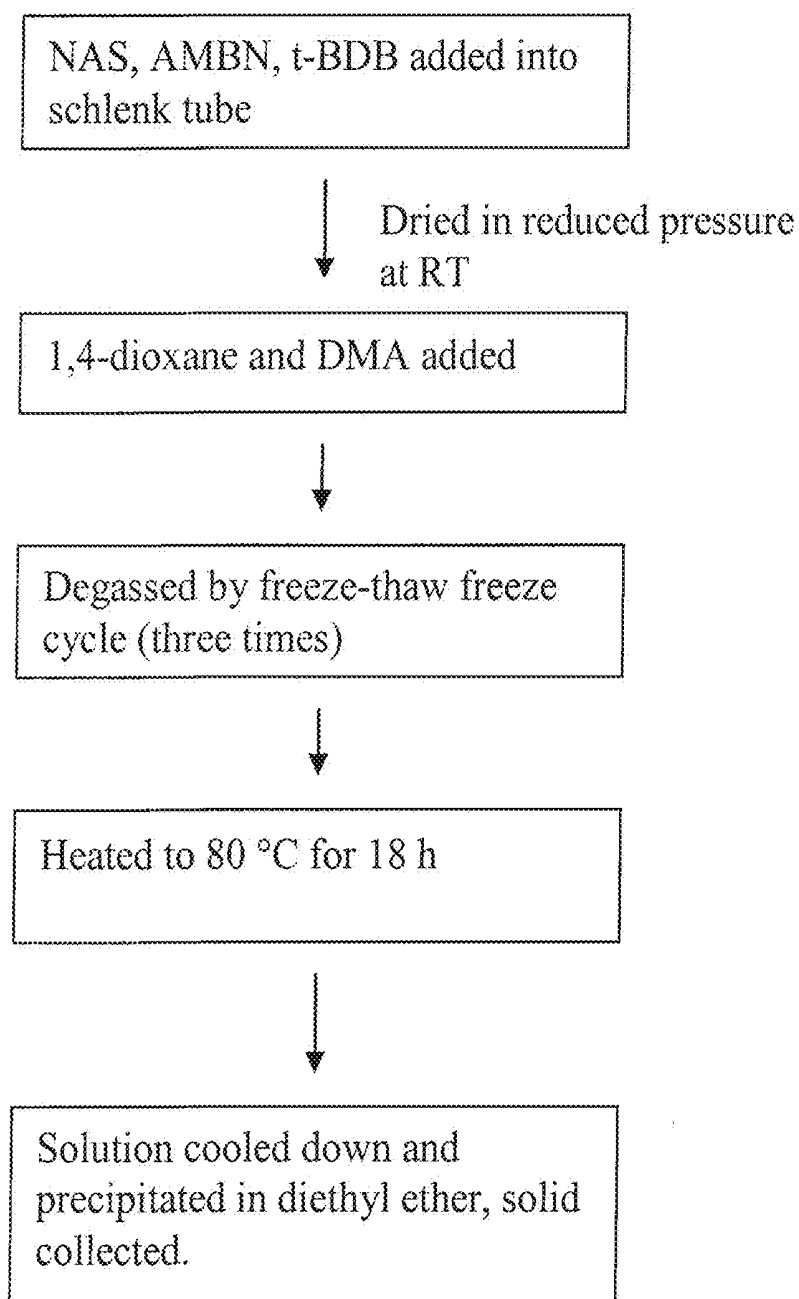 NAS, AMBN, t-BDB added into
schlenk tube
Dried in reduced pressure
at RT
1,4-dioxane and DMA added
Degassed by freeze-thaw freeze
cycle (three times)
Heated to 80 °C for 18 h
Solution cooled down and
precipitated in diethyl ether, solid
collected.